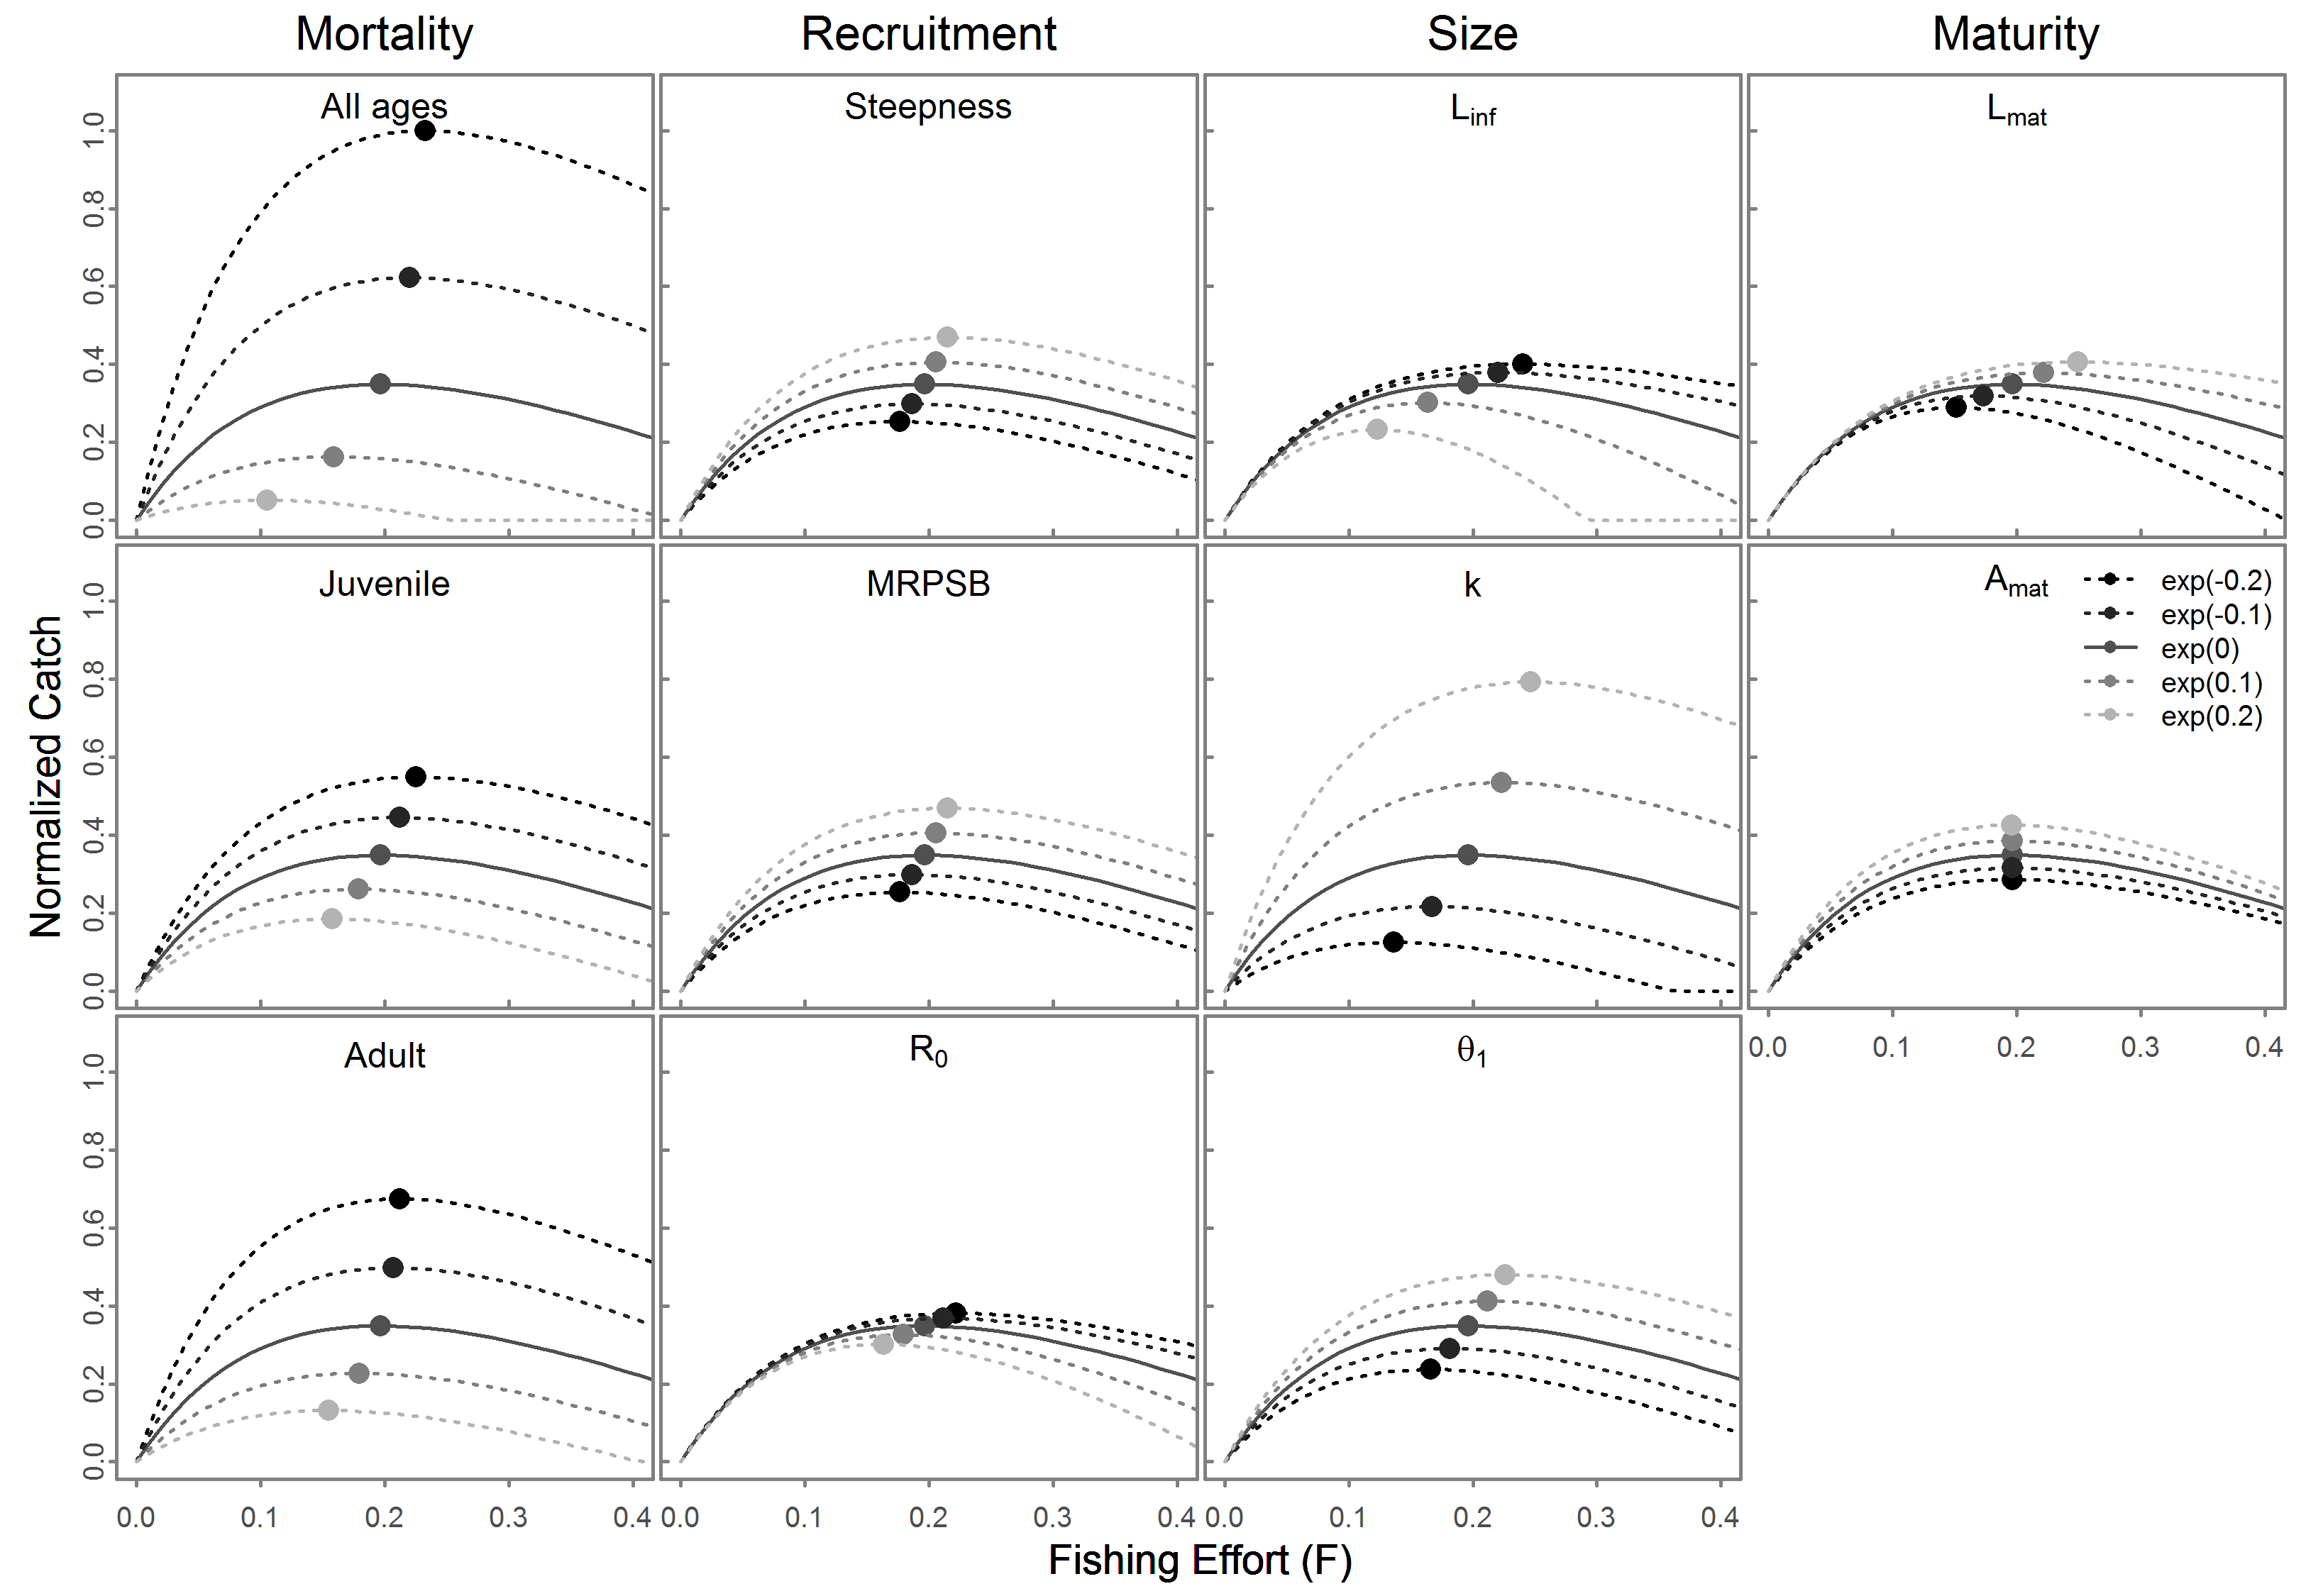 Mortality Recruitment Size Maturity
All ages Steepness L_inf L_mat
0.0 0.2 0.4 0.6 0.8 1.0
Juvenile MRPSB k A_mat
exp(-0.2)
exp(-0.1)
exp(0)
exp(0.1)
exp(0.2)
Normalized Catch
0.0 0.2 0.4 0.6 0.8 1.0
0.0 0.1 0.2 0.3 0.4
Adult R_0 θ_1
0.0 0.2 0.4 0.6 0.8 1.0
0.0 0.1 0.2 0.3 0.4 0.0 0.1 0.2 0.3 0.4 0.0 0.1 0.2 0.3 0.4
Fishing Effort (F)